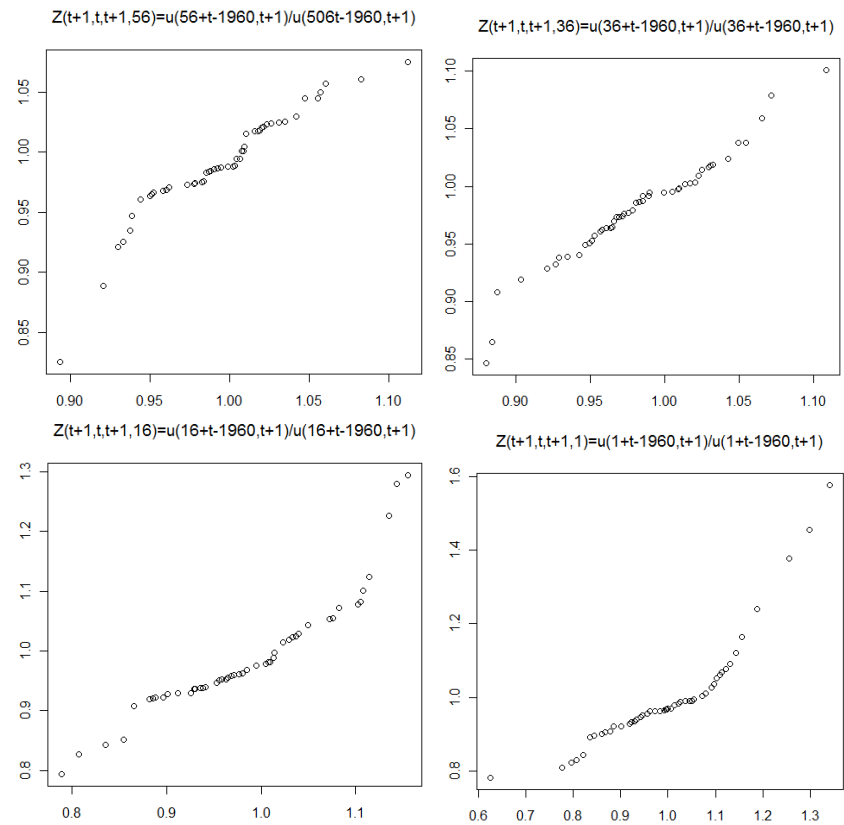 Z(t+1,t,t+1,56)=u(56+t-1960,t+1)/u(506t-1960,t+1)
1.05
1.00
0.95
0.90
0.85
0.90 0.95 1.00 1.05 1.10
Z(t+1,t,t+1,36)=u(36+t-1960,t+1)/u(36+t-1960,t+1)
1.10
1.05
1.00
0.95
0.90
0.85
0.90 0.95 1.00 1.05 1.10
Z(t+1,t,t+1,16)=u(16+t-1960,t+1)/u(16+t-1960,t+1)
1.3
1.2
1.1
1.0
0.9
0.8
0.8 0.9 1.0 1.1
Z(t+1,t,t+1,1)=u(1+t-1960,t+1)/u(1+t-1960,t+1)
1.6
1.4
1.2
1.0
0.8
0.6 0.7 0.8 0.9 1.0 1.1 1.2 1.3